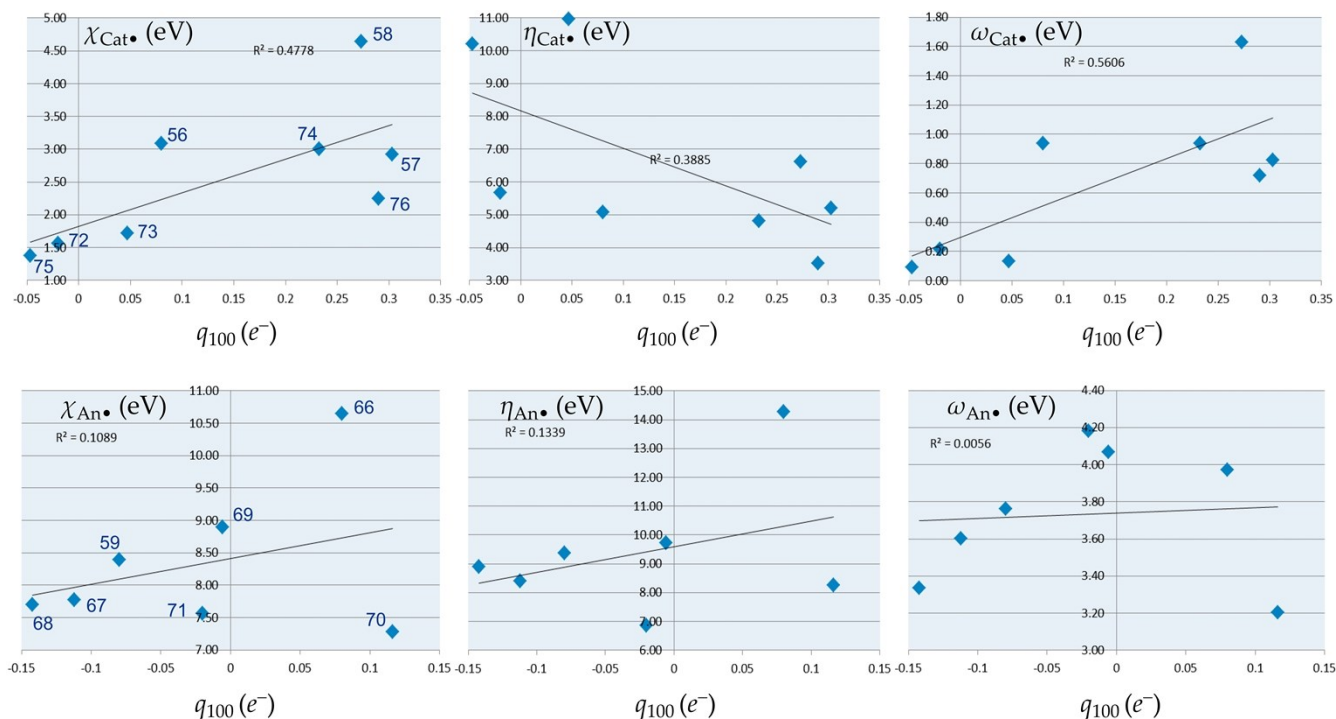 χCat• (eV)
R² = 0.4778
5.00
4.50
4.00
3.50
3.00
2.50
2.00
1.50
1.00
58
56
74
57
76
73
72
75
-0.05 0 0.05 0.1 0.15 0.2 0.25 0.3 0.35
q100 (e−)
ηCat• (eV)
R² = 0.3885
11.00
10.00
9.00
8.00
7.00
6.00
5.00
4.00
3.00
-0.05 0 0.05 0.1 0.15 0.2 0.25 0.3 0.35
q100 (e−)
ωCat• (eV)
R² = 0.5606
1.80
1.60
1.40
1.20
1.00
0.80
0.60
0.40
0.20
0.00
-0.05 0 0.05 0.1 0.15 0.2 0.25 0.3 0.35
q100 (e−)
χAn• (eV)
R² = 0.1089
11.00
10.50
10.00
9.50
9.00
8.50
8.00
7.50
7.00
66
69
59
67
68
71
70
-0.15 -0.1 -0.05 0 0.05 0.1 0.15
q100 (e−)
ηAn• (eV)
R² = 0.1339
15.00
14.00
13.00
12.00
11.00
10.00
9.00
8.00
7.00
6.00
-0.15 -0.1 -0.05 0 0.05 0.1 0.15
q100 (e−)
ωAn• (eV)
R² = 0.0056
4.40
4.20
4.00
3.80
3.60
3.40
3.20
3.00
-0.15 -0.1 -0.05 0 0.05 0.1 0.15
q100 (e−)